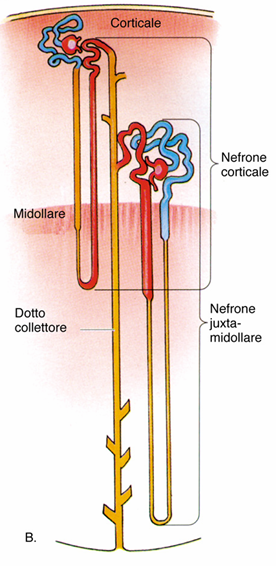 Corticale
Nefrone
corticale
Midollare
Dotto
collettore
Nefrone
juxta-
midollare
B.